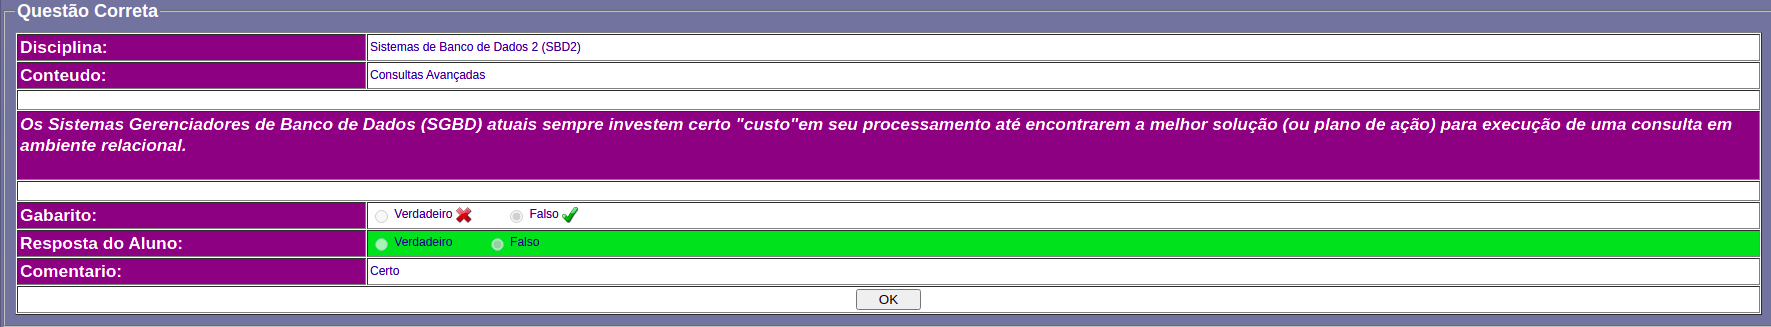 Questão Correta
Disciplina: Sistemas de Banco de Dados 2 (SBD2)
Conteudo: Consultas Avançadas
Os Sistemas Gerenciadores de Banco de Dados (SGBD) atuais sempre investem certo "custo"em seu processamento até encontrarem a melhor solução (ou plano de ação) para execução de uma consulta em
ambiente relacional.
Gabarito: Verdadeiro Falso
Resposta do Aluno: Verdadeiro Falso
Comentario: Certo
OK